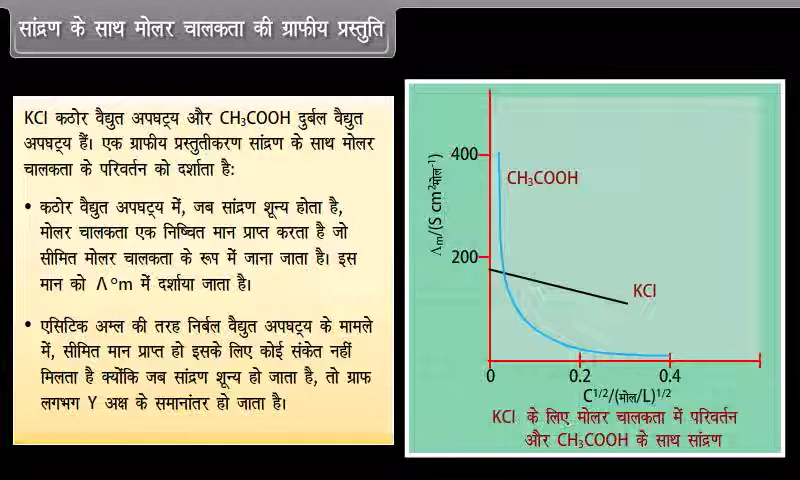 सांद्रण के साथ मोलर चालकता की ग्राफीय प्रस्तुति
KCl कठोर वैद्युत अपघट्य और CH₃COOH दुर्बल वैद्युत
अपघट्य हैं। एक ग्राफीय प्रस्तुतीकरण सांद्रण के साथ मोलर
चालकता के परिवर्तन को दर्शाता है:
• कठोर वैद्युत अपघट्य में, जब सांद्रण शून्य होता है,
मोलर चालकता एक निष्चित मान प्राप्त करता है जो
सीमित मोलर चालकता के रूप में जाना जाता है। इस
मान को Λ°m में दर्शाया जाता है।
• एसिटिक अम्ल की तरह निर्बल वैद्युत अपघट्य के मामले
में, सीमित मान प्राप्त हो इसके लिए कोई संकेत नहीं
मिलता है क्योंकि जब सांद्रण शून्य हो जाता है, तो ग्राफ
लगभग Y अक्ष के समानांतर हो जाता है।
Λm/(S cm²मोल⁻¹)
400
CH₃COOH
200
KCl
0 0.2 0.4
C¹/²/(मोल/L)¹/²
KCl के लिए मोलर चालकता में परिवर्तन
और CH₃COOH के साथ सांद्रण